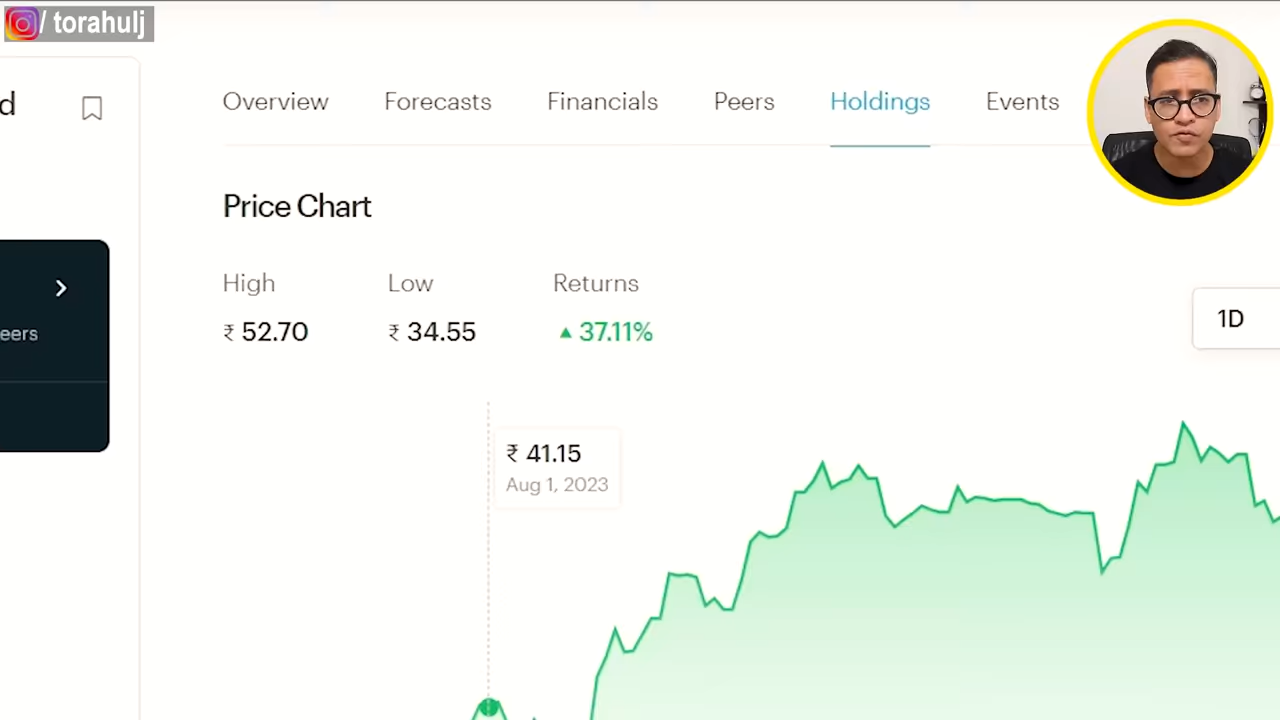 / torahulj
d
Overview Forecasts Financials Peers Holdings Events
Price Chart
High Low Returns
₹ 52.70 ₹ 34.55 ▲ 37.11%
1D
eers
₹ 41.15
Aug 1, 2023